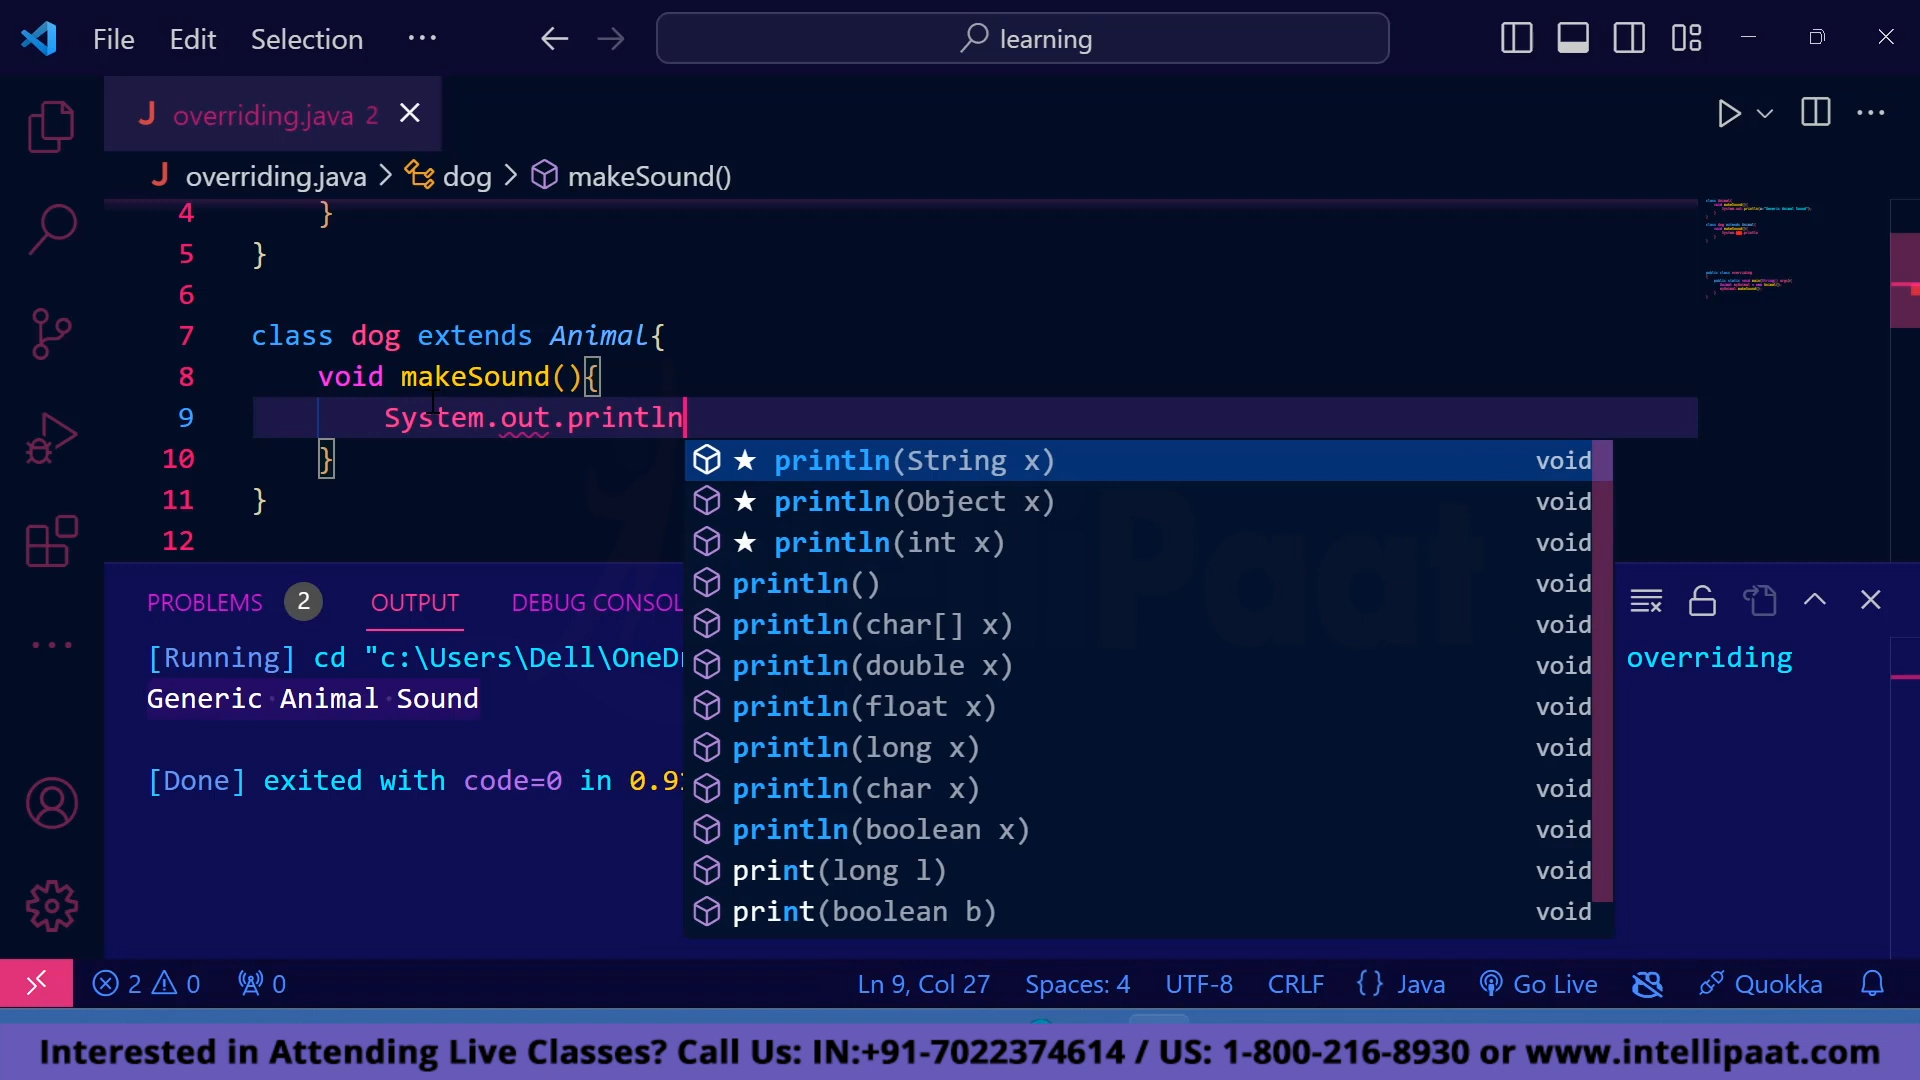 File Edit Selection ··· learning
J overriding.java 2
J overriding.java > dog > makeSound()
4 }
5 }
6
7 class dog extends Animal{
8 void makeSound(){
9 System.out.println
10 }
11 }
12
println(String x) void
println(Object x) void
println(int x) void
println() void
println(char[] x) void
println(double x) void
println(float x) void
println(long x) void
println(char x) void
println(boolean x) void
print(long l) void
print(boolean b) void
PROBLEMS 2 OUTPUT DEBUG CONSOL
[Running] cd "c:\Users\Dell\OneD overriding
Generic Animal Sound
[Done] exited with code=0 in 0.9
2 0 0 Ln 9, Col 27 Spaces: 4 UTF-8 CRLF {} Java Go Live Quokka
Interested in Attending Live Classes? Call Us: IN:+91-7022374614 / US: 1-800-216-8930 or www.intellipaat.com